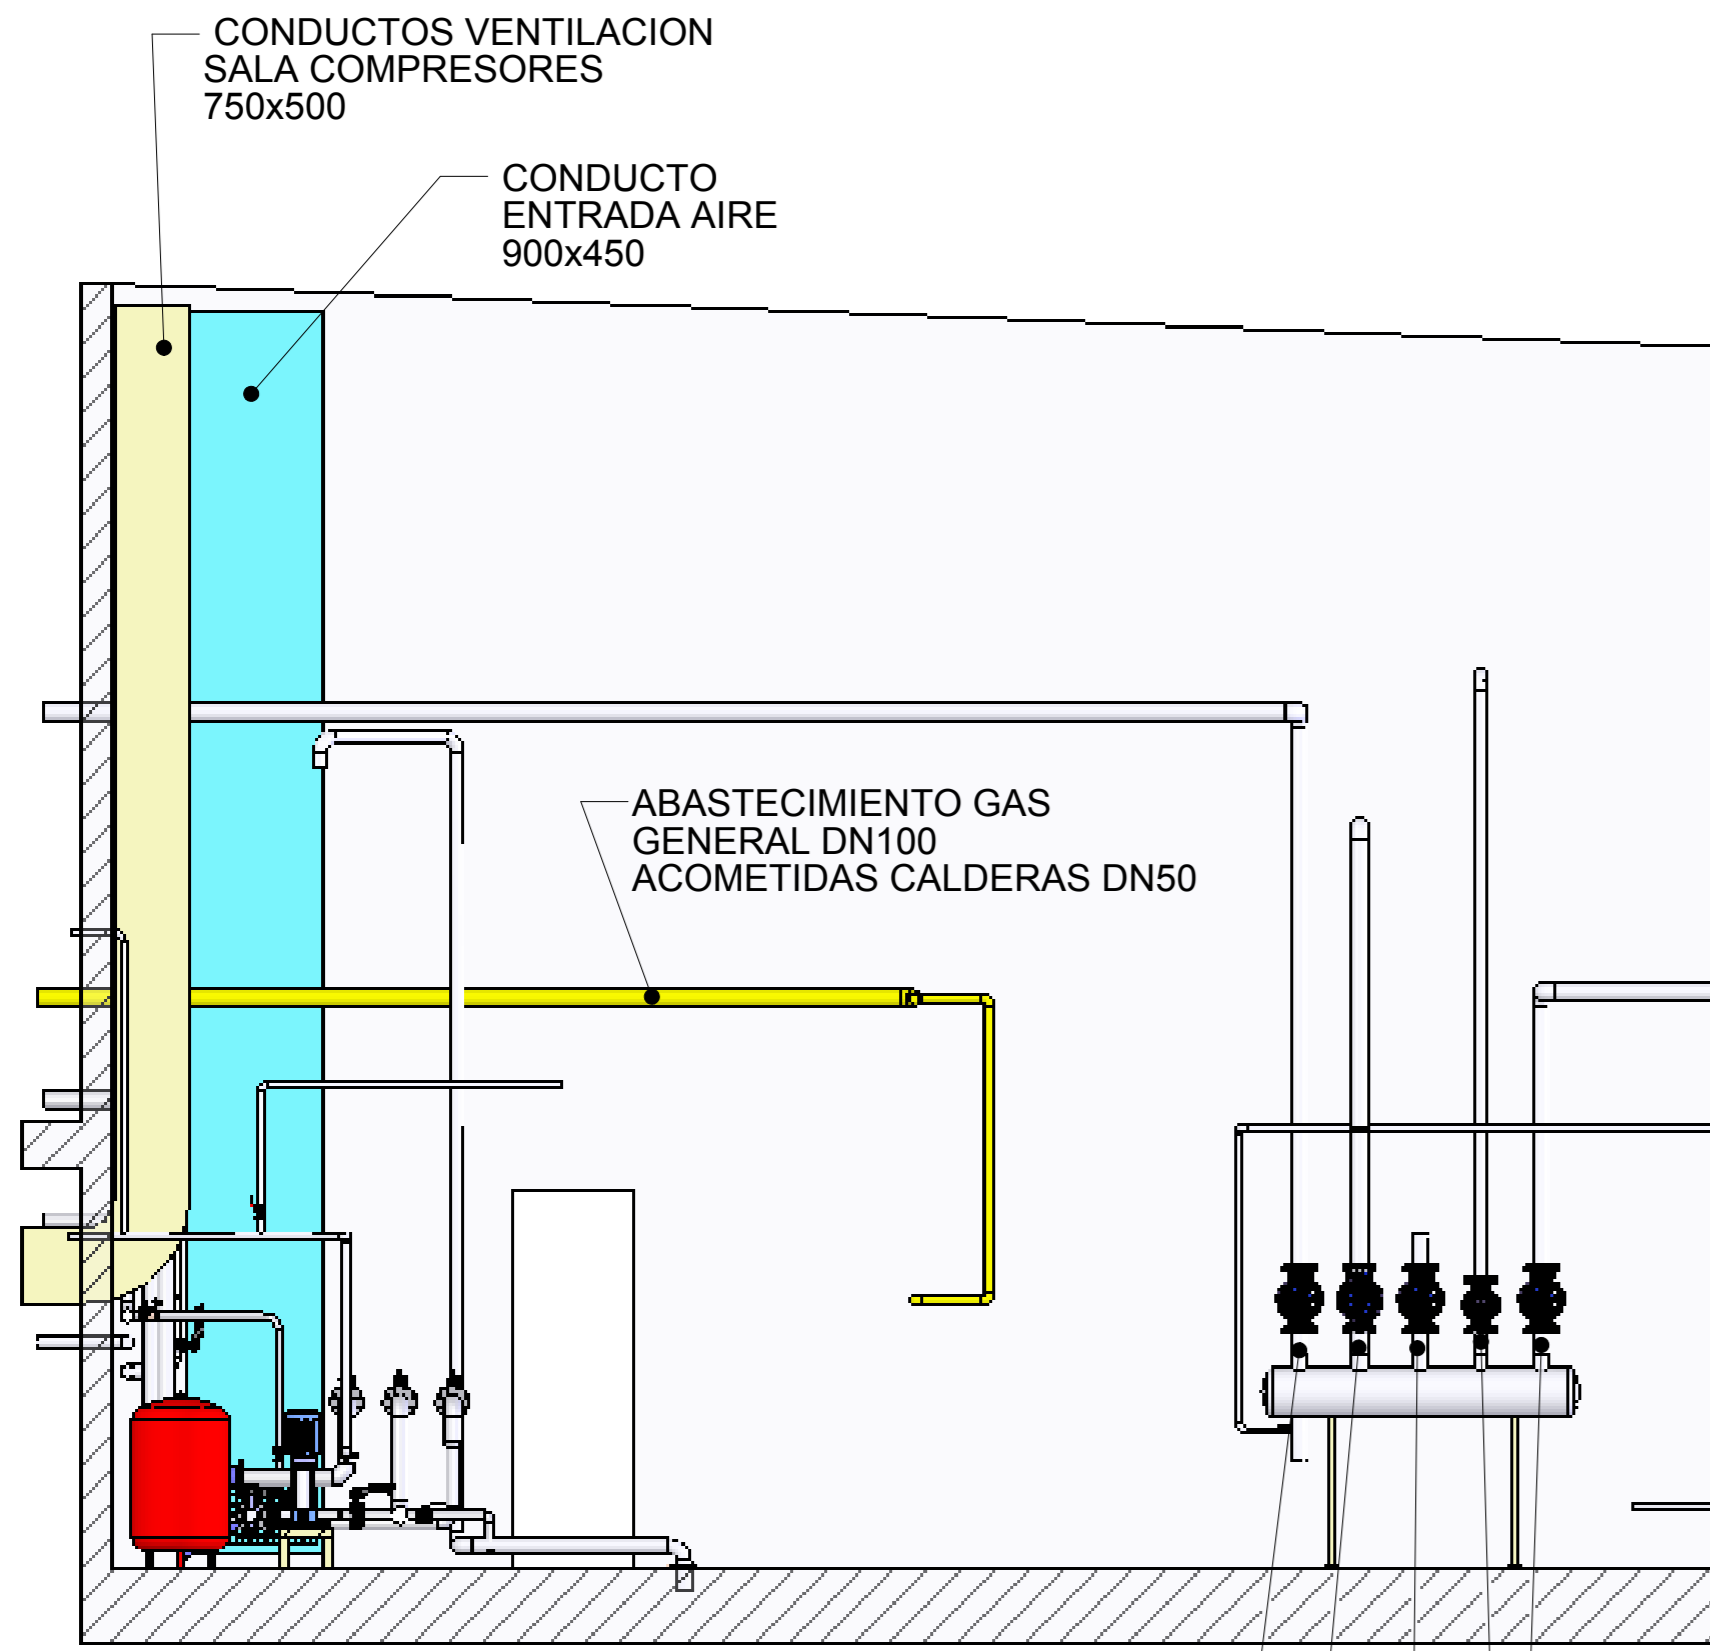 CONDUCTOS VENTILACION
SALA COMPRESORES
750x500
CONDUCTO
ENTRADA AIRE
900x450
ABASTECIMIENTO GAS
GENERAL DN100
ACOMETIDAS CALDERAS DN50